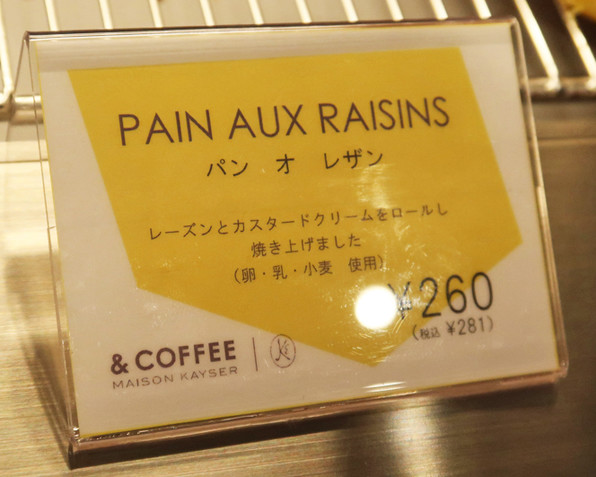 PAIN AUX RAISINS
パン オ レザン
レーズンとカスタードクリームをロールし
焼き上げました
(卵・乳・小麦 使用)
¥260
(税込 ¥281)
& COFFEE
MAISON KAYSER